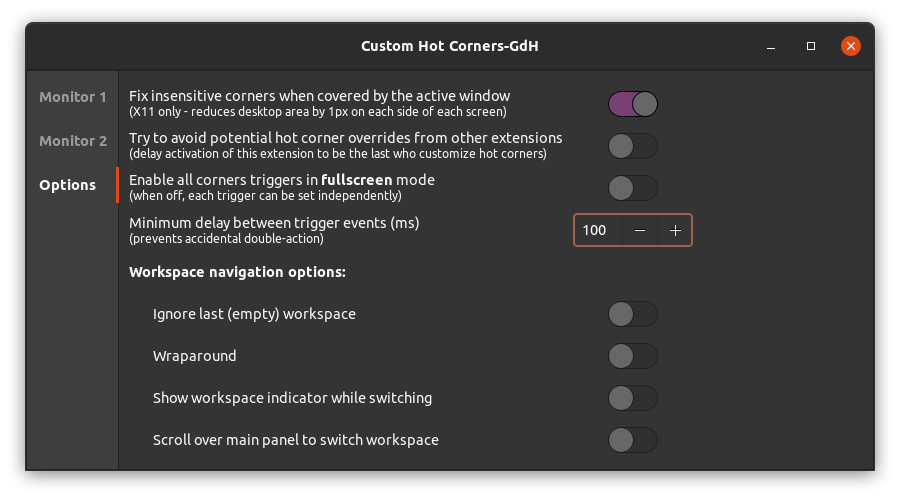 Custom Hot Corners-GdH
Monitor 1
Monitor 2
Options
Fix insensitive corners when covered by the active window
(X11 only - reduces desktop area by 1px on each side of each screen)
Try to avoid potential hot corner overrides from other extensions
(delay activation of this extension to be the last who customize hot corners)
Enable all corners triggers in fullscreen mode
(when off, each trigger can be set independently)
Minimum delay between trigger events (ms)
(prevents accidental double-action)
100
Workspace navigation options:
Ignore last (empty) workspace
Wraparound
Show workspace indicator while switching
Scroll over main panel to switch workspace